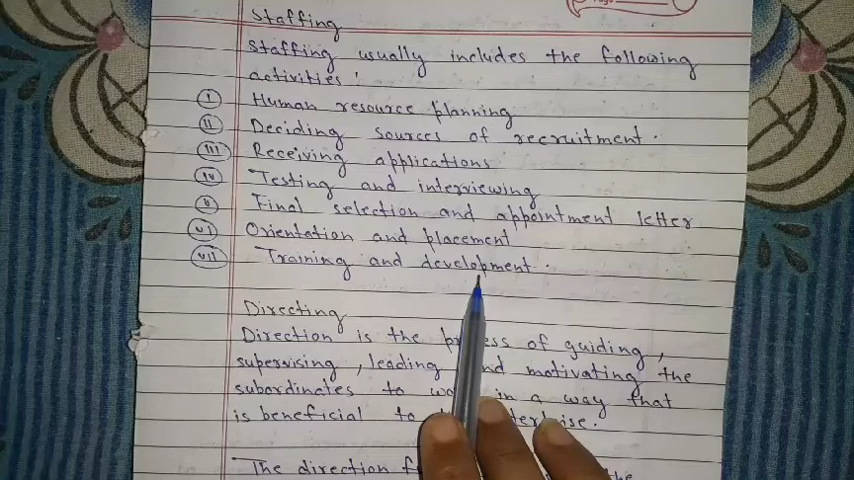 Staffing
Staffing usually includes the following
activities:
I Human resource planning
II Deciding sources of recruitment.
III Receiving applications
IV Testing and interviewing
V Final selection and appointment letter
VI Orientation and placement
VII Training and development.
Directing
Direction is the of guiding,
supervising, leading and motivating the
subordinates to in a way that
is beneficial to
The direction the